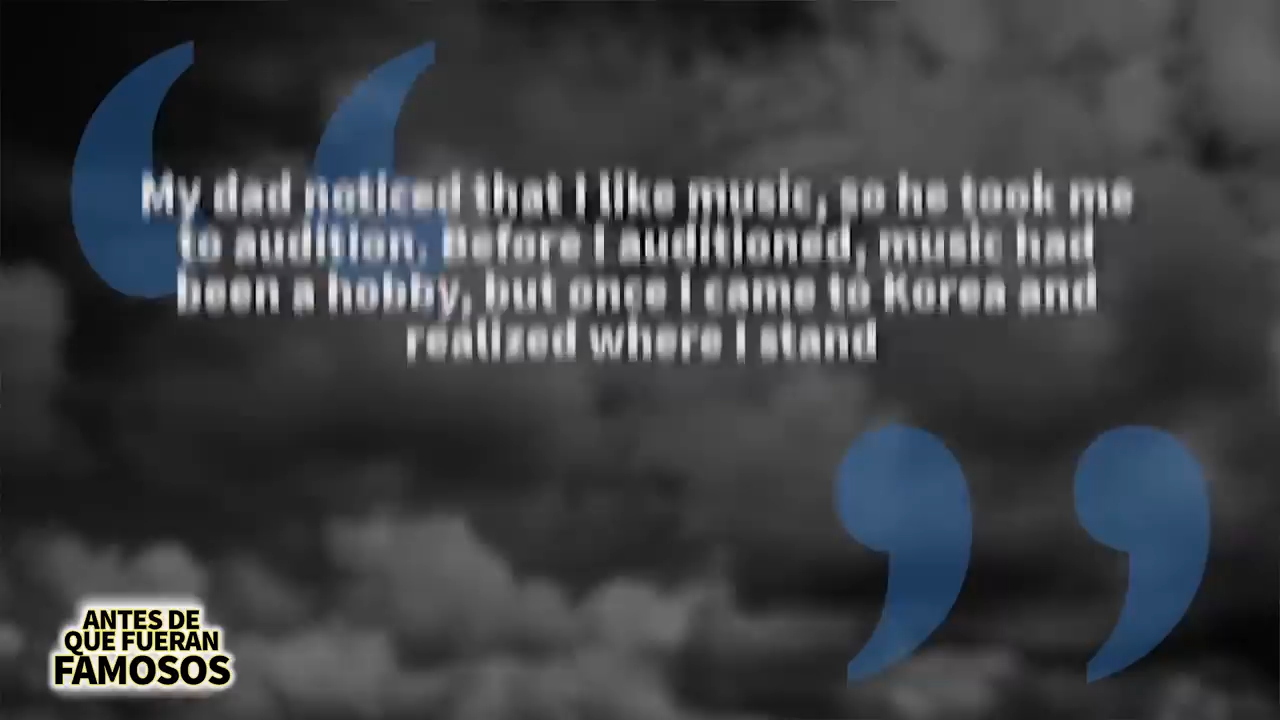 My dad noticed that I like music, so he took me
to audition. Before I auditioned, music had
been a hobby, but once I came to Korea and
realized where I stand
ANTES DE
QUE FUERAN
FAMOSOS